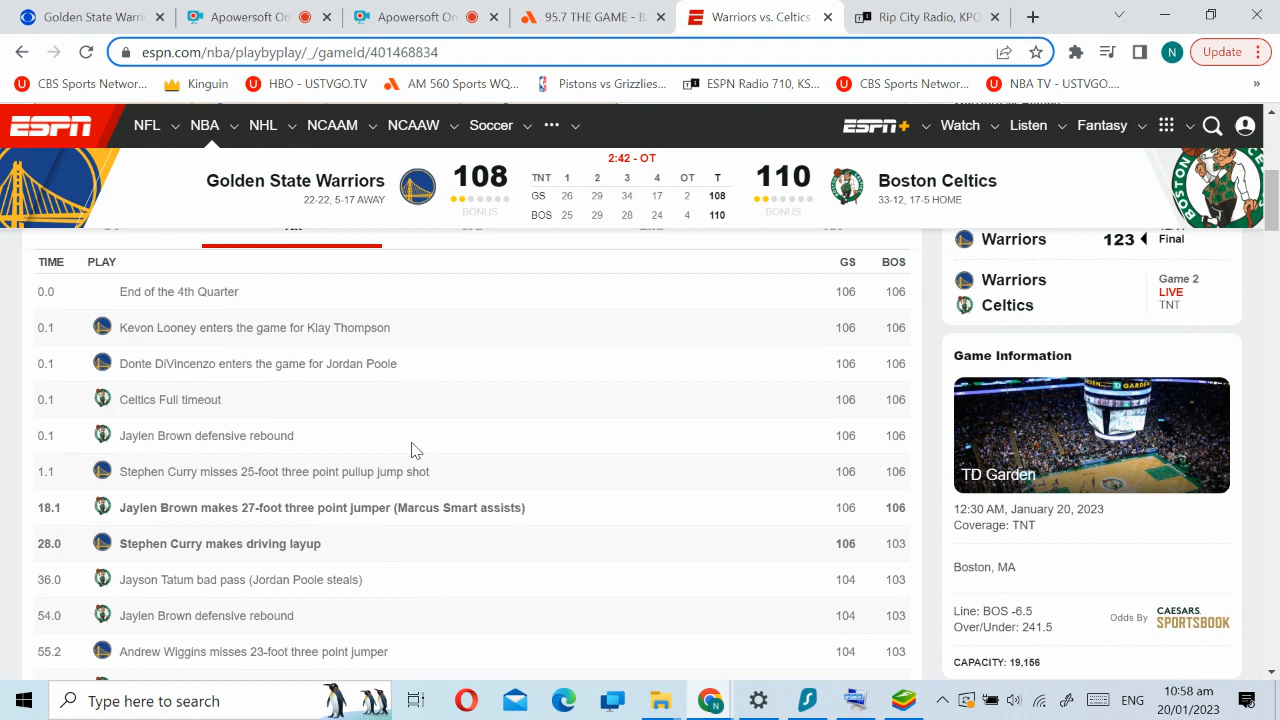 Golden State Warri
Golden State Warri
95.7 THE GAME - B
Warriors vs. Celtics
Rip City Radio, KPO
espn.com/nba/playbyplay/_/gameId/401468834
N
Update
CBS Sports Networ...
Kinguin
HBO - USTVGO.TV
AM 560 Sports WQ...
Pistons vs Grizzlies...
ESPN Radio 710, KS...
CBS Sports Networ...
NBA TV - USTVGO....
»
ESPN
NFL
NBA
NHL
NCAAM
NCAAW
Soccer
ESPN+
Watch
Listen
Fantasy
2:42 - OT
Golden State Warriors
22-22, 5-17 AWAY
108
BONUS
TNT 1 2 3 4 OT T
GS 26 29 34 17 2 108
BOS 25 29 28 24 4 110
110
BONUS
Boston Celtics
33-12, 17-5 HOME
TIME PLAY GS BOS
0.0 End of the 4th Quarter 106 106
0.1 Kevon Looney enters the game for Klay Thompson 106 106
0.1 Donte DiVincenzo enters the game for Jordan Poole 106 106
0.1 Celtics Full timeout 106 106
0.1 Jaylen Brown defensive rebound 106 106
1.1 Stephen Curry misses 25-foot three point pullup jump shot 106 106
18.1 Jaylen Brown makes 27-foot three point jumper (Marcus Smart assists) 106 106
28.0 Stephen Curry makes driving layup 106 103
36.0 Jayson Tatum bad pass (Jordan Poole steals) 104 103
54.0 Jaylen Brown defensive rebound 104 103
55.2 Andrew Wiggins misses 23-foot three point jumper 104 103
Warriors 123 Final
Warriors
Celtics
Game 2
LIVE
TNT
Game Information
TD Garden
12:30 AM, January 20, 2023
Coverage: TNT
Boston, MA
Line: BOS -6.5
Over/Under: 241.5
Odds By
CAESARS
SPORTSBOOK
CAPACITY: 19,156
Type here to search
ENG
10:58 am
20/01/2023